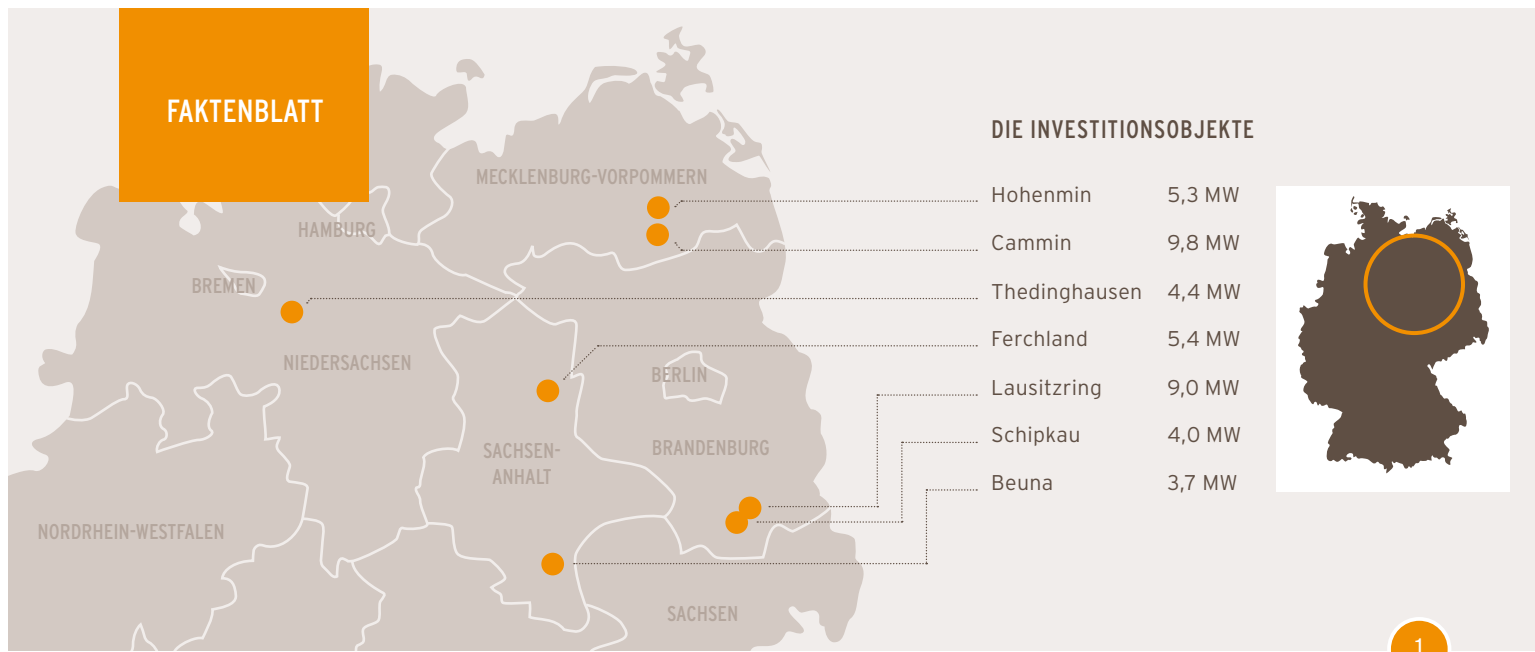 FAKTENBLATT
DIE INVESTITIONSOBJEKTE
Hohenmin 5,3 MW
Cammin 9,8 MW
Thedinghausen 4,4 MW
Ferchland 5,4 MW
Lausitzring 9,0 MW
Schipkau 4,0 MW
Beuna 3,7 MW
MECKLENBURG-VORPOMMERN
HAMBURG
BREMEN
NIEDERSACHSEN
BERLIN
SACHSEN-
ANHALT
BRANDENBURG
NORDRHEIN-WESTFALEN
SACHSEN
1